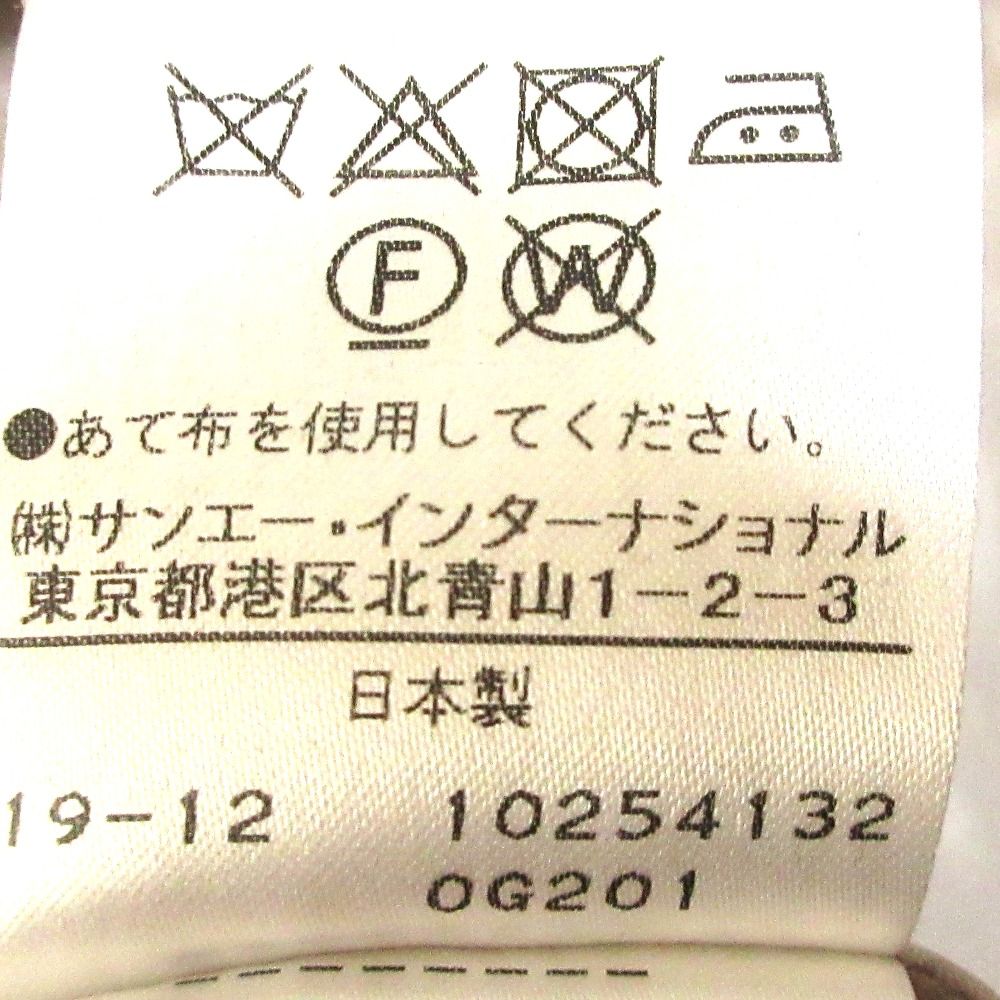 F W
●あて布を使用してください。
(株)サンエー・インターナショナル
東京都港区北青山1-2-3
日本製
19-12 10254132
0G201